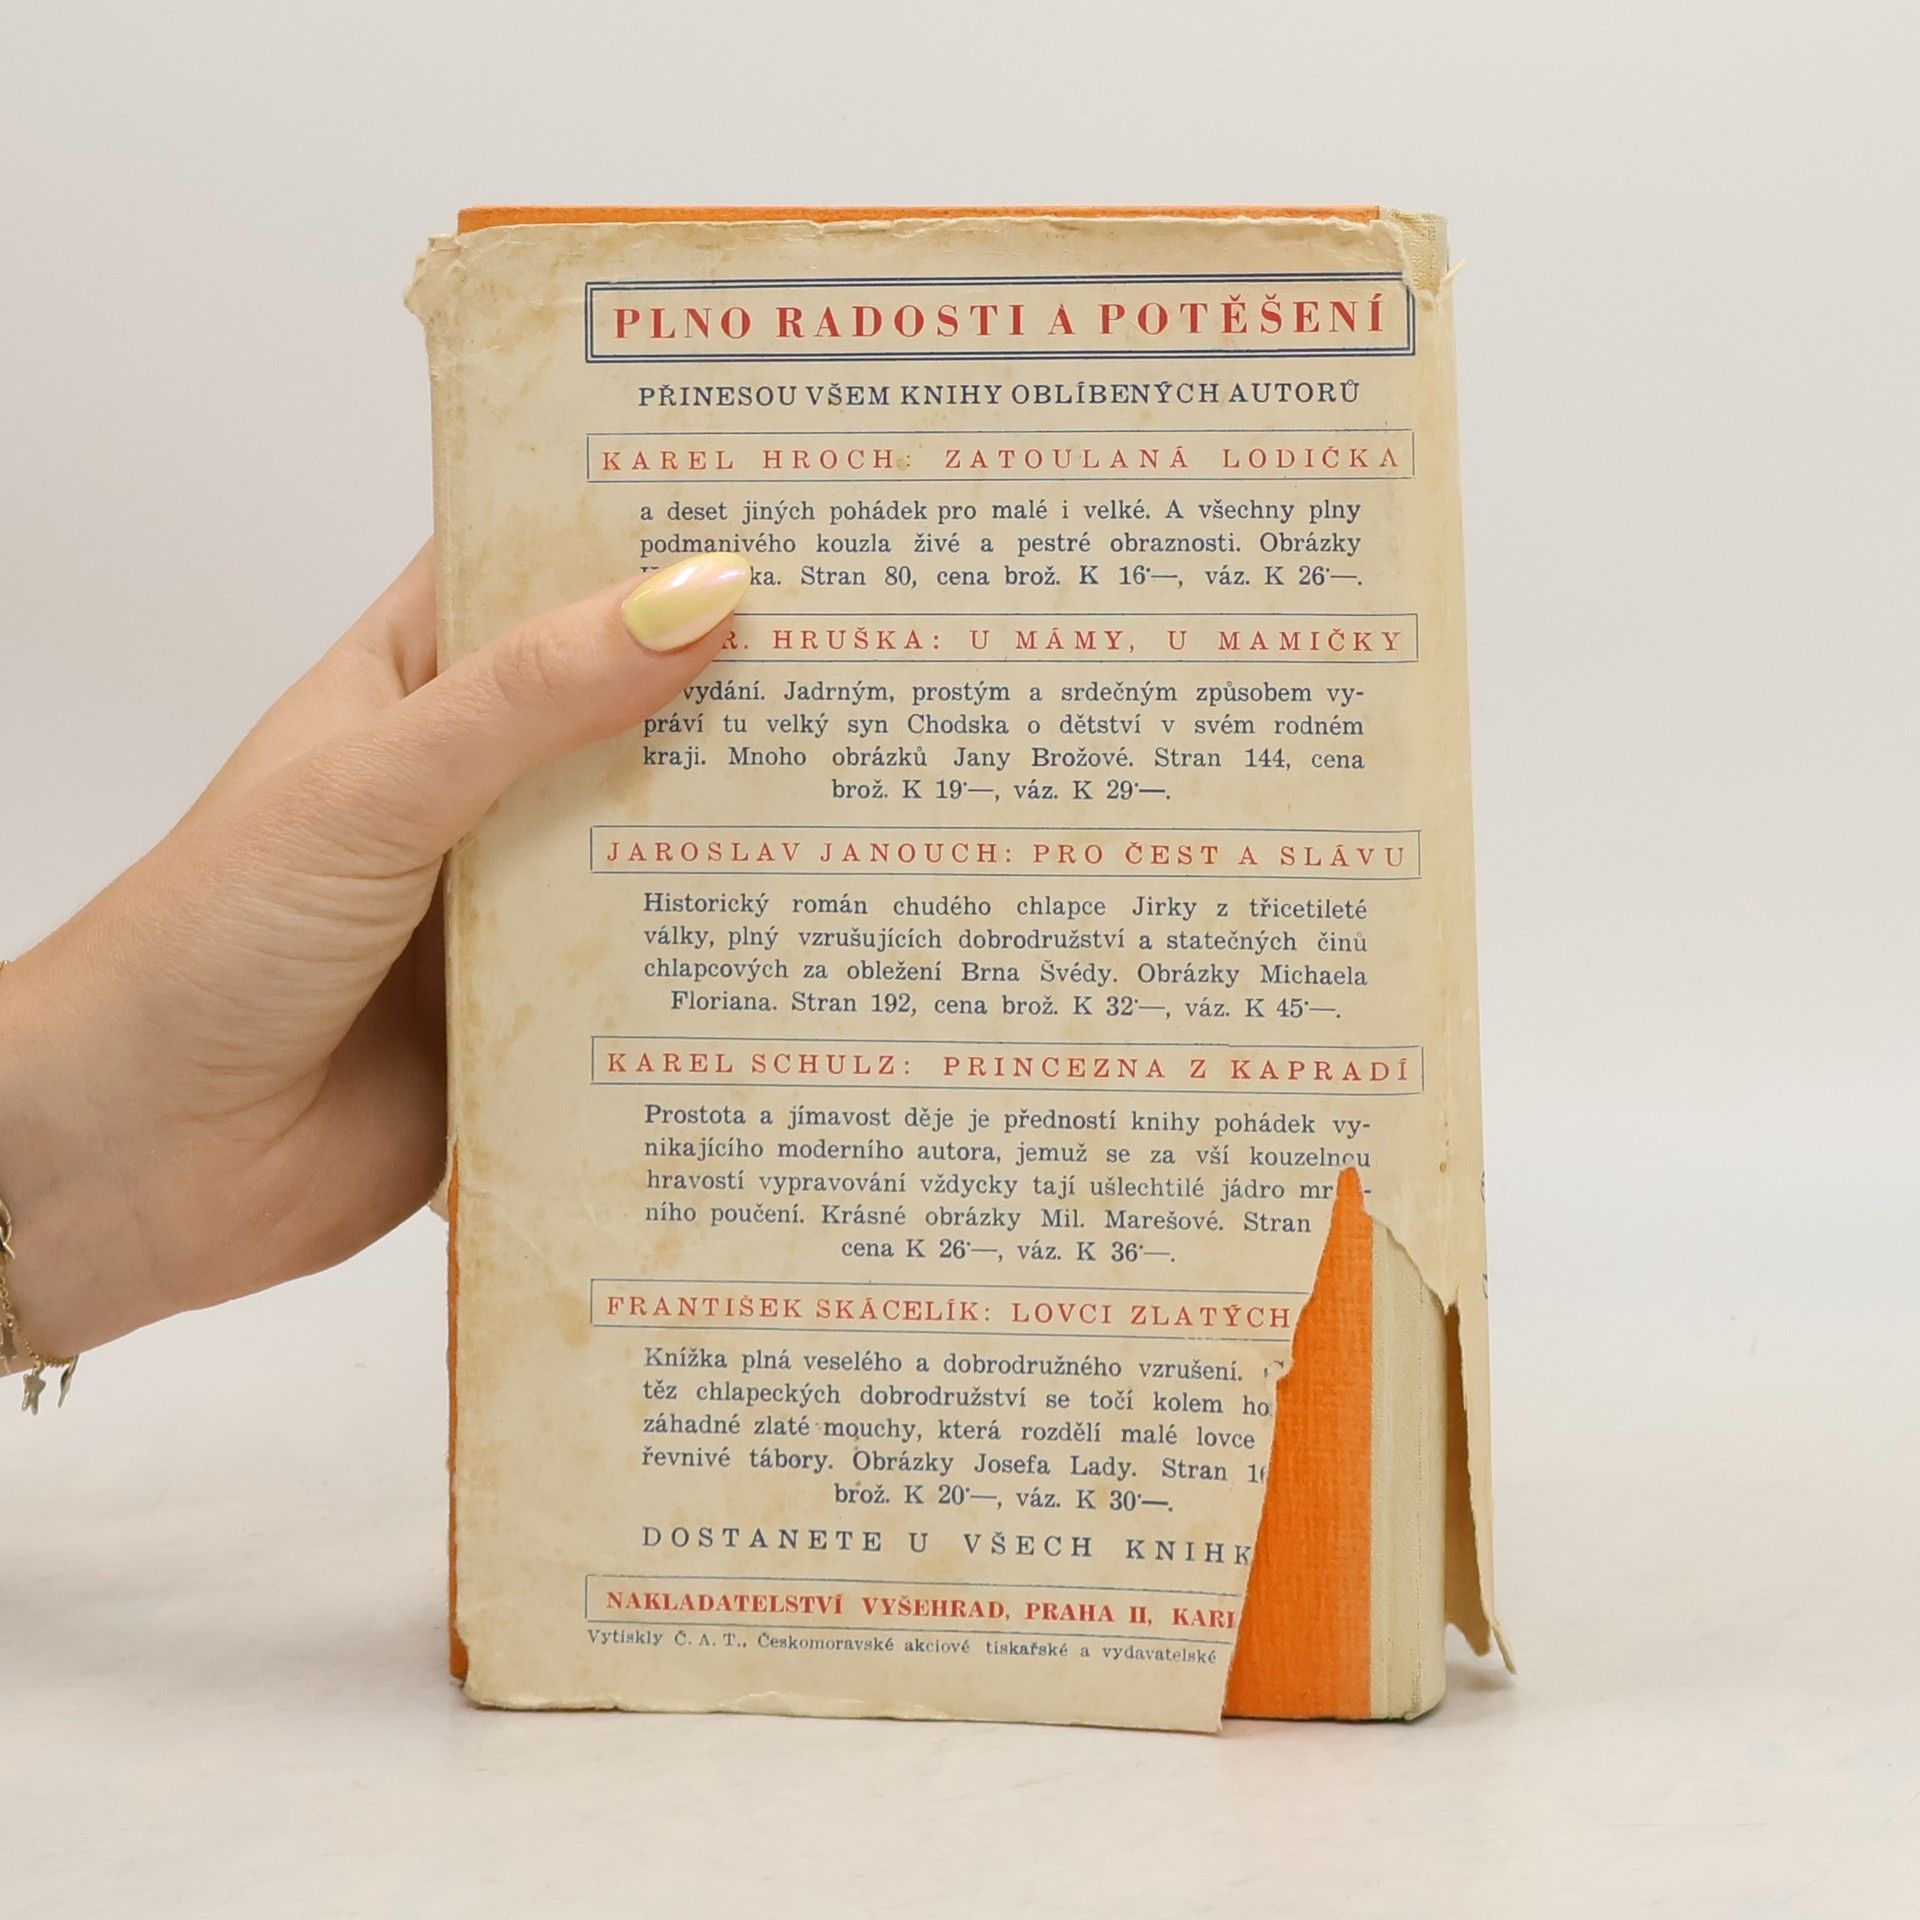 PLNO RADOSTI A POTĚŠENÍ
PŘINESOU VŠEM KNIHY OBLÍBENÝCH AUTORŮ
KAREL HROCH: ZATOULANÁ LODIČKA
a deset jiných pohádek pro malé i velké. A všechny plny
podmanivého kouzla živé a pestré obraznosti. Obrázky
ka. Stran 80, cena brož. K 16·—, váz. K 26·—.
R. HRUŠKA: U MÁMY, U MAMIČKY
vydání. Jadrným, prostým a srdečným způsobem vy-
práví tu velký syn Chodska o dětství v svém rodném
kraji. Mnoho obrázků Jany Brožové. Stran 144, cena
brož. K 19·—, váz. K 29·—.
JAROSLAV JANOUCH: PRO ČEST A SLÁVU
Historický román chudého chlapce Jirky z třicetileté
války, plný vzrušujících dobrodružství a statečných činů
chlapcových za obležení Brna Švédy. Obrázky Michaela
Floriana. Stran 192, cena brož. K 32·—, váz. K 45·—.
KAREL SCHULZ: PRINCEZNA Z KAPRADÍ
Prostota a jímavost děje je předností knihy pohádek vy-
nikajícího moderního autora, jemuž se za vší kouzelnou
hravostí vypravování vždycky tají ušlechtilé jádro mr -
ního poučení. Krásné obrázky Mil. Marešové. Stran
cena K 26·—, váz. K 36·—.
FRANTIŠEK SKÁCELÍK: LOVCI ZLATÝCH
Knížka plná veselého a dobrodružného vzrušení.
těz chlapeckých dobrodružství se točí kolem ho
záhadné zlaté mouchy, která rozdělí malé lovce
řevnivé tábory. Obrázky Josefa Lady. Stran 1
brož. K 20·—, váz. K 30·—.
DOSTANETE U VŠECH KNIHK
NAKLADATELSTVÍ VYŠEHRAD, PRAHA II, KARL
Vytiskly Č. A. T., Českomoravské akciové tiskařské a vydavatelské